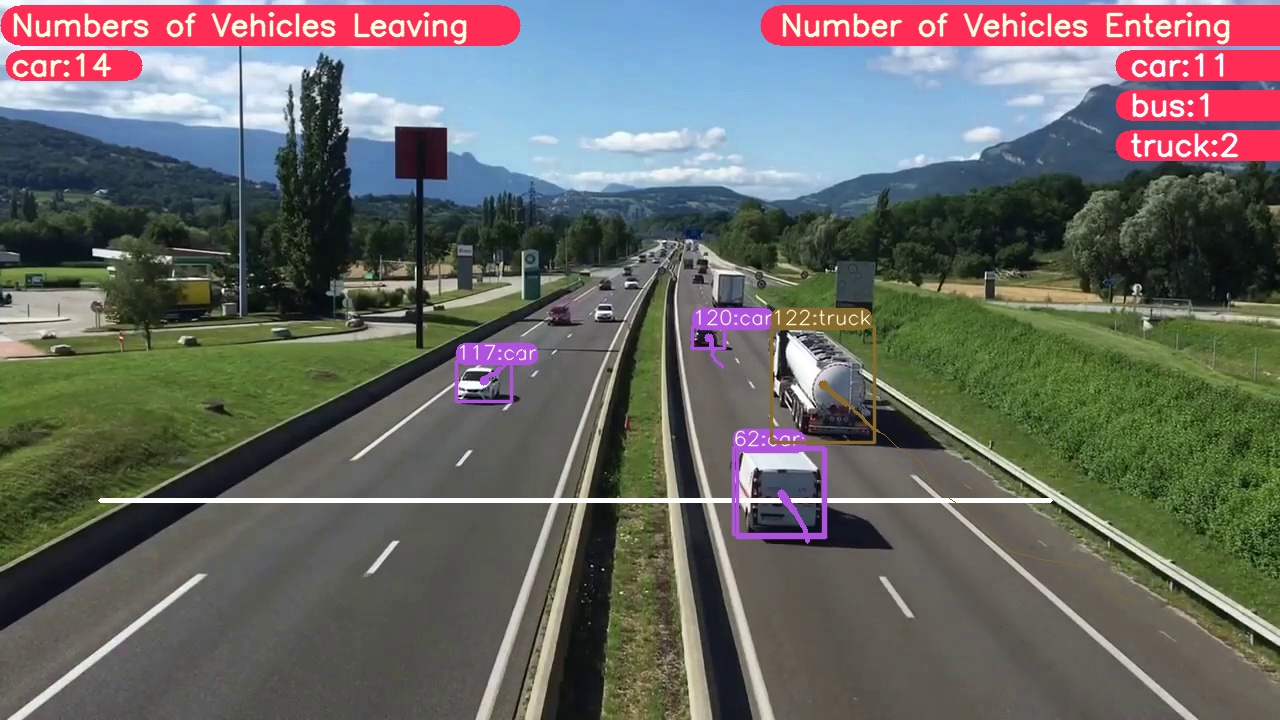 Numbers of Vehicles Leaving
car:14
Number of Vehicles Entering
car:11
bus:1
truck:2
120:car
122:truck
117:car
62:car
BP